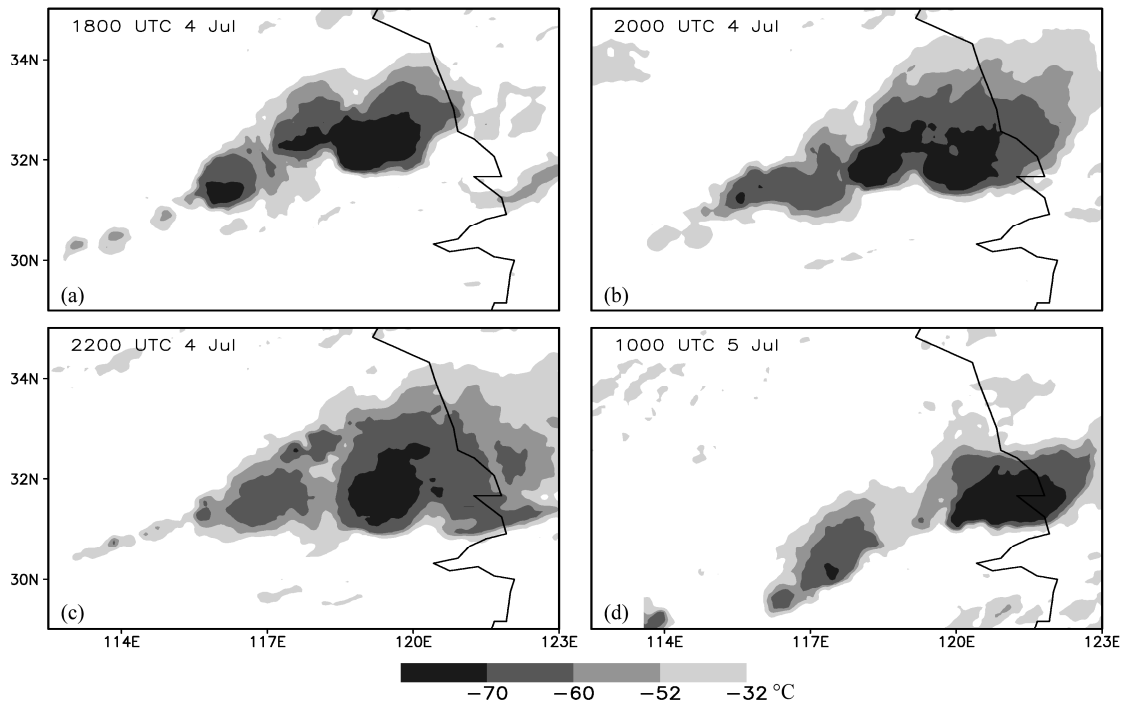 1800 UTC 4 Jul
2000 UTC 4 Jul
34N
32N
30N
(a)
(b)
2200 UTC 4 Jul
1000 UTC 5 Jul
34N
32N
30N
(c)
(d)
114E 117E 120E 123E
114E 117E 120E 123E
−70 −60 −52 −32 °C